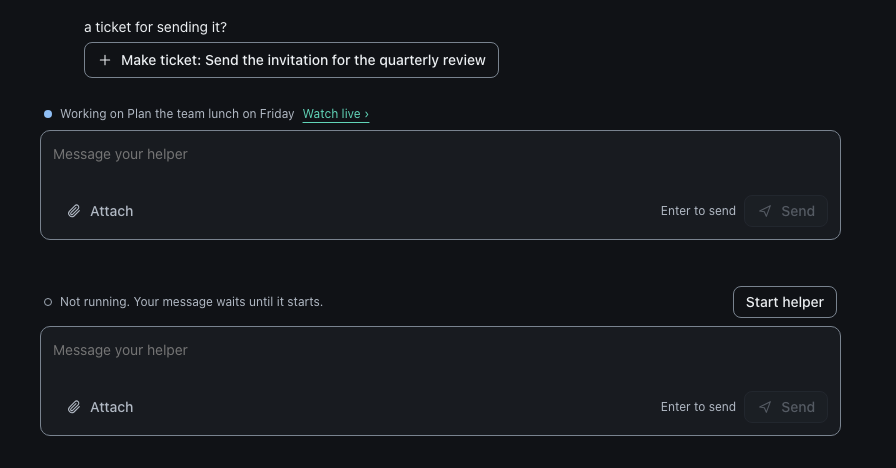 a ticket for sending it?
Make ticket: Send the invitation for the quarterly review
Working on Plan the team lunch on Friday Watch live ›
Message your helper
Attach Enter to send Send
Not running. Your message waits until it starts. Start helper
Message your helper
Attach Enter to send Send